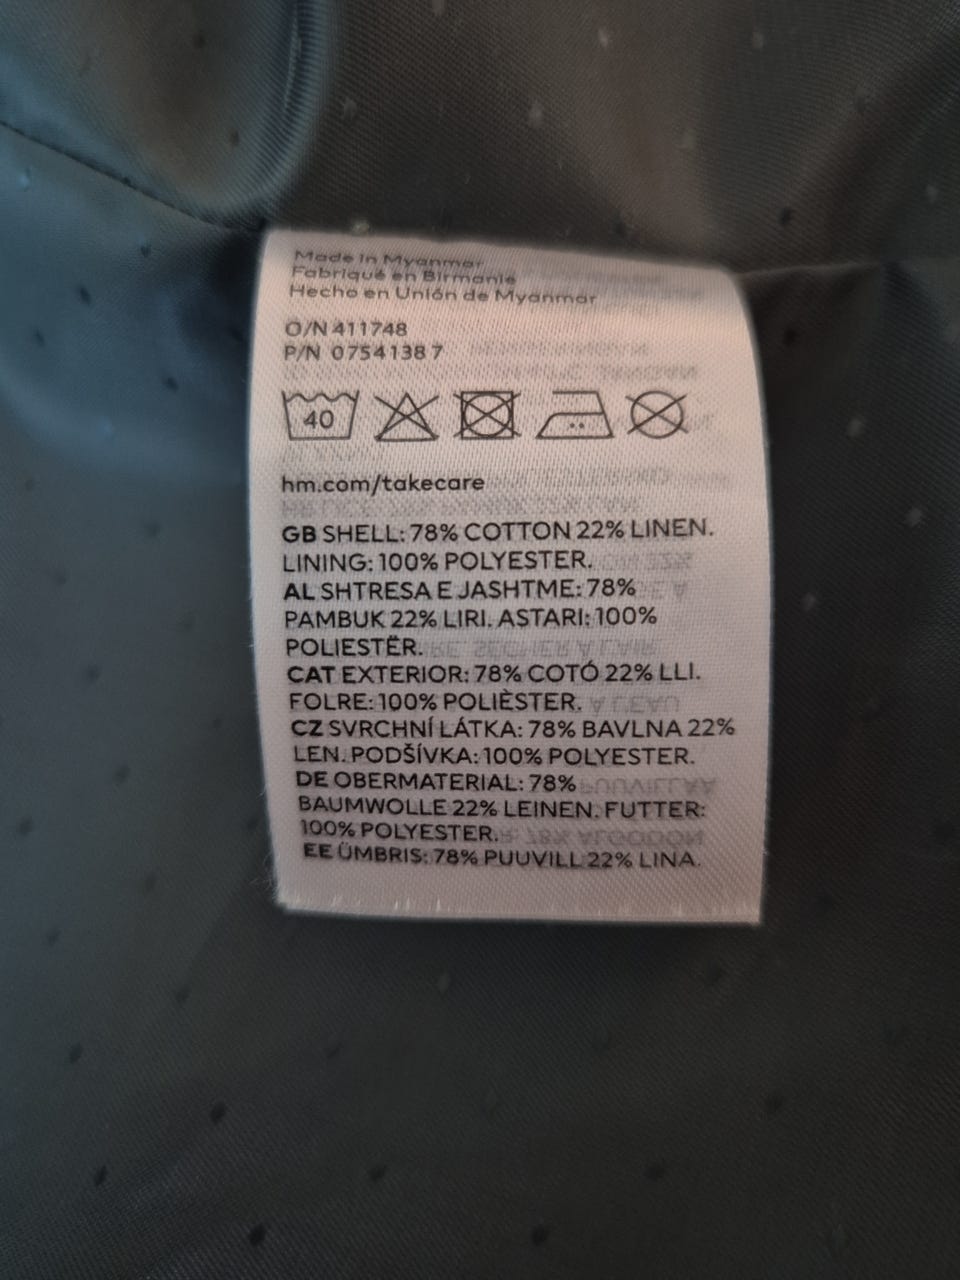 Made in Myanmar
Fabriqué en Birmanie
Hecho en Unión de Myanmar
O/N 411748
P/N 0754138 7
40
hm.com/takecare
GB SHELL: 78% COTTON 22% LINEN.
LINING: 100% POLYESTER.
AL SHTRESA E JASHTME: 78%
PAMBUK 22% LIRI. ASTARI: 100%
POLIESTËR.
CAT EXTERIOR: 78% COTÓ 22% LLI.
FOLRE: 100% POLIÈSTER.
CZ SVRCHNÍ LÁTKA: 78% BAVLNA 22%
LEN. PODŠÍVKA: 100% POLYESTER.
DE OBERMATERIAL: 78%
BAUMWOLLE 22% LEINEN. FUTTER:
100% POLYESTER.
EE ÜMBRIS: 78% PUUVILL 22% LINA.